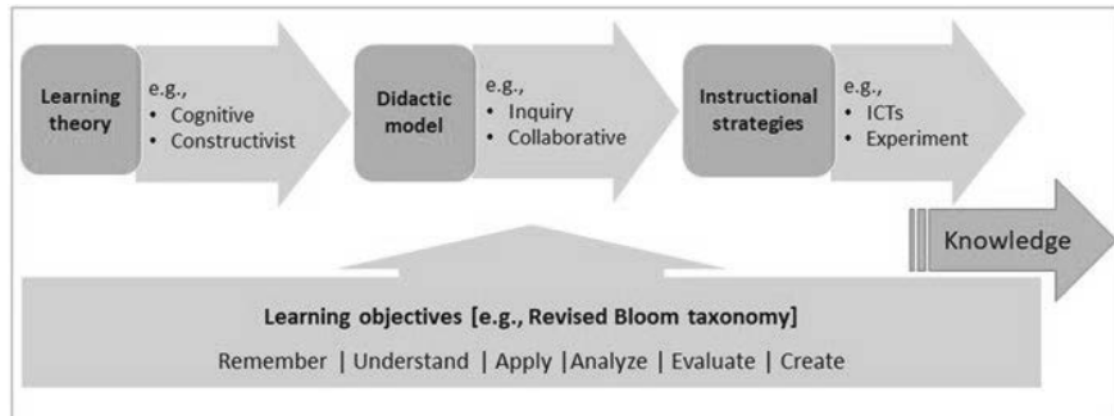 Learning
theory
e.g.,
• Cognitive
• Constructivist
Didactic
model
e.g.,
• Inquiry
• Collaborative
Instructional
strategies
e.g.,
• ICTs
• Experiment
Knowledge
Learning objectives [e.g., Revised Bloom taxonomy]
Remember | Understand | Apply |Analyze | Evaluate | Create